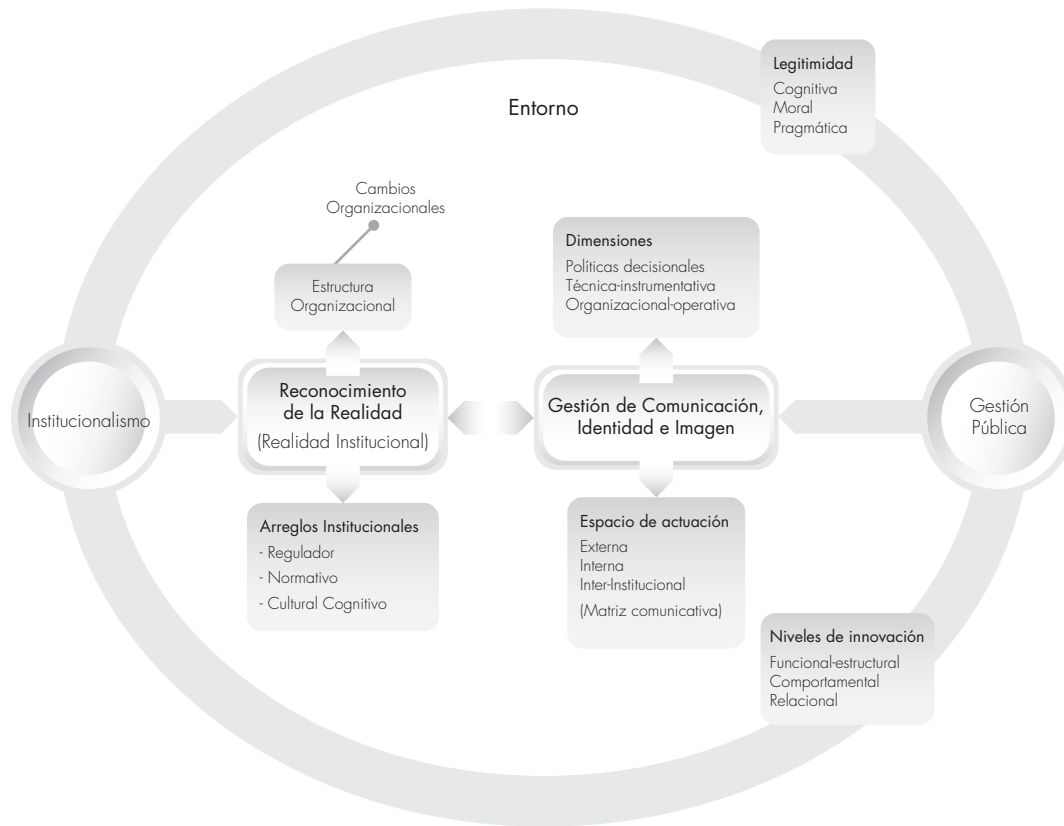 Legitimidad
Cognitiva
Moral
Pragmática
Entorno
Cambios
Organizacionales
Estructura
Organizacional
Dimensiones
Políticas decisionales
Técnica-instrumentativa
Organizacional-operativa
Institucionalismo
Reconocimiento
de la Realidad
(Realidad Institucional)
Gestión de Comunicación,
Identidad e Imagen
Gestión
Pública
Arreglos Institucionales
- Regulador
- Normativo
- Cultural Cognitivo
Espacio de actuación
Externa
Interna
Inter-Institucional
(Matriz comunicativa)
Niveles de innovación
Funcional-estructural
Comportamental
Relacional